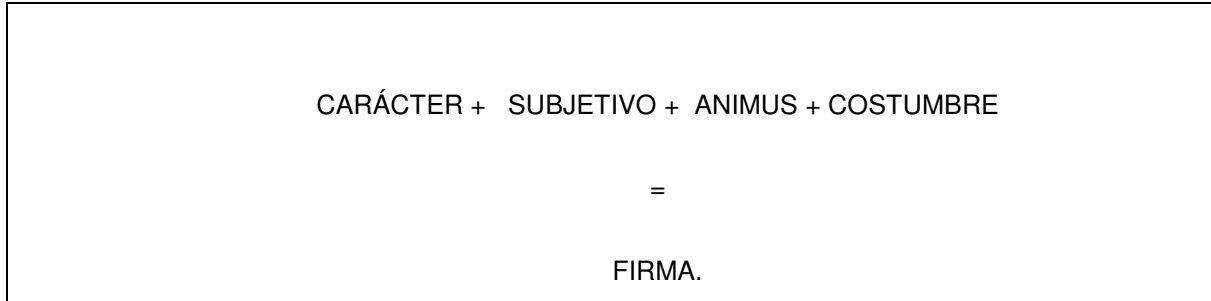 CARÁCTER + SUBJETIVO + ANIMUS + COSTUMBRE
=
FIRMA.